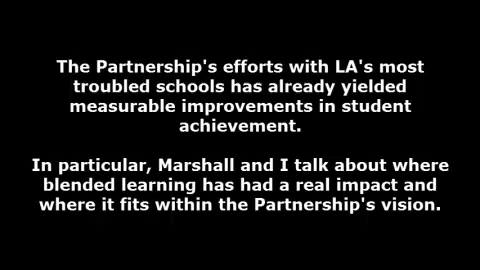 The Partnership's efforts with LA's most
troubled schools has already yielded
measurable improvements in student
achievement.
In particular, Marshall and I talk about where
blended learning has had a real impact and
where it fits within the Partnership's vision.